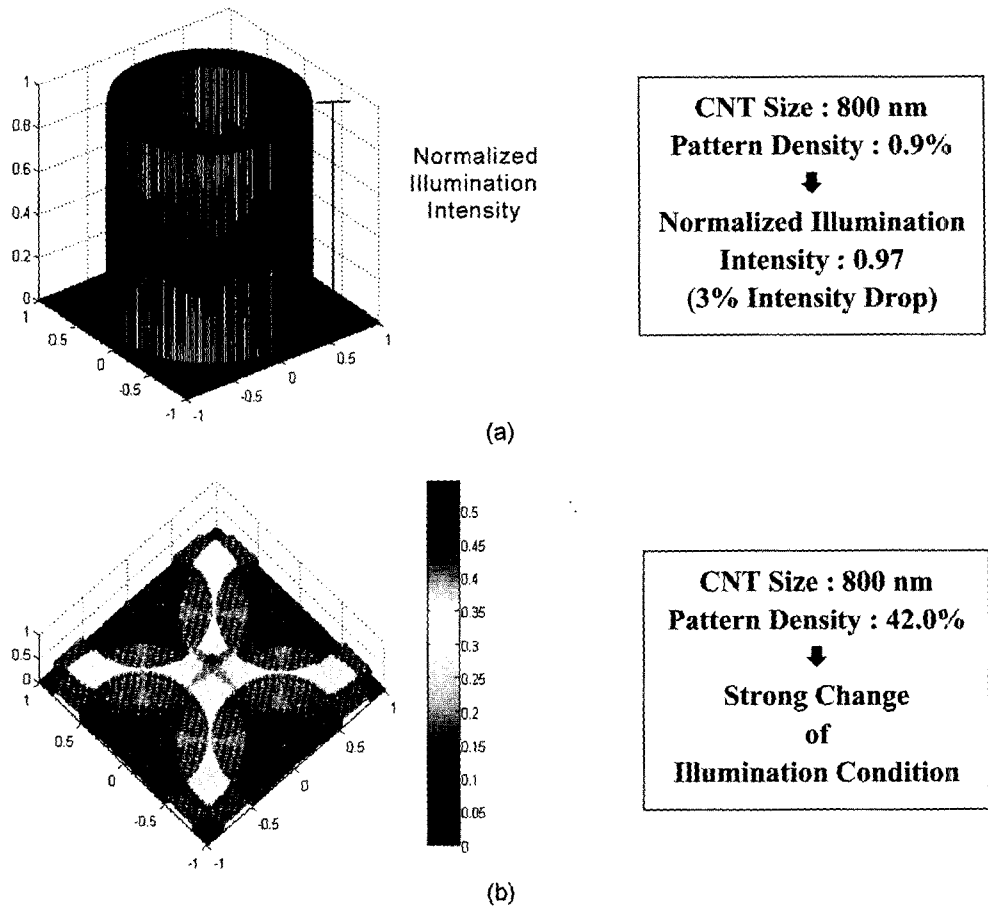 1
0.8
0.6
0.4
0.2
0
1
0.5
0
-0.5
-1
-1
-0.5
0
0.5
1
Normalized
Illumination
Intensity
CNT Size : 800 nm
Pattern Density : 0.9%
Normalized Illumination
Intensity : 0.97
(3% Intensity Drop)
(a)
1
0.5
0
1
0.5
0
-0.5
-1
-1
-0.5
0
0.5
1
0.5
0.45
0.4
0.35
0.3
0.25
0.2
0.15
0.1
0.05
0
CNT Size : 800 nm
Pattern Density : 42.0%
Strong Change
of
Illumination Condition
(b)